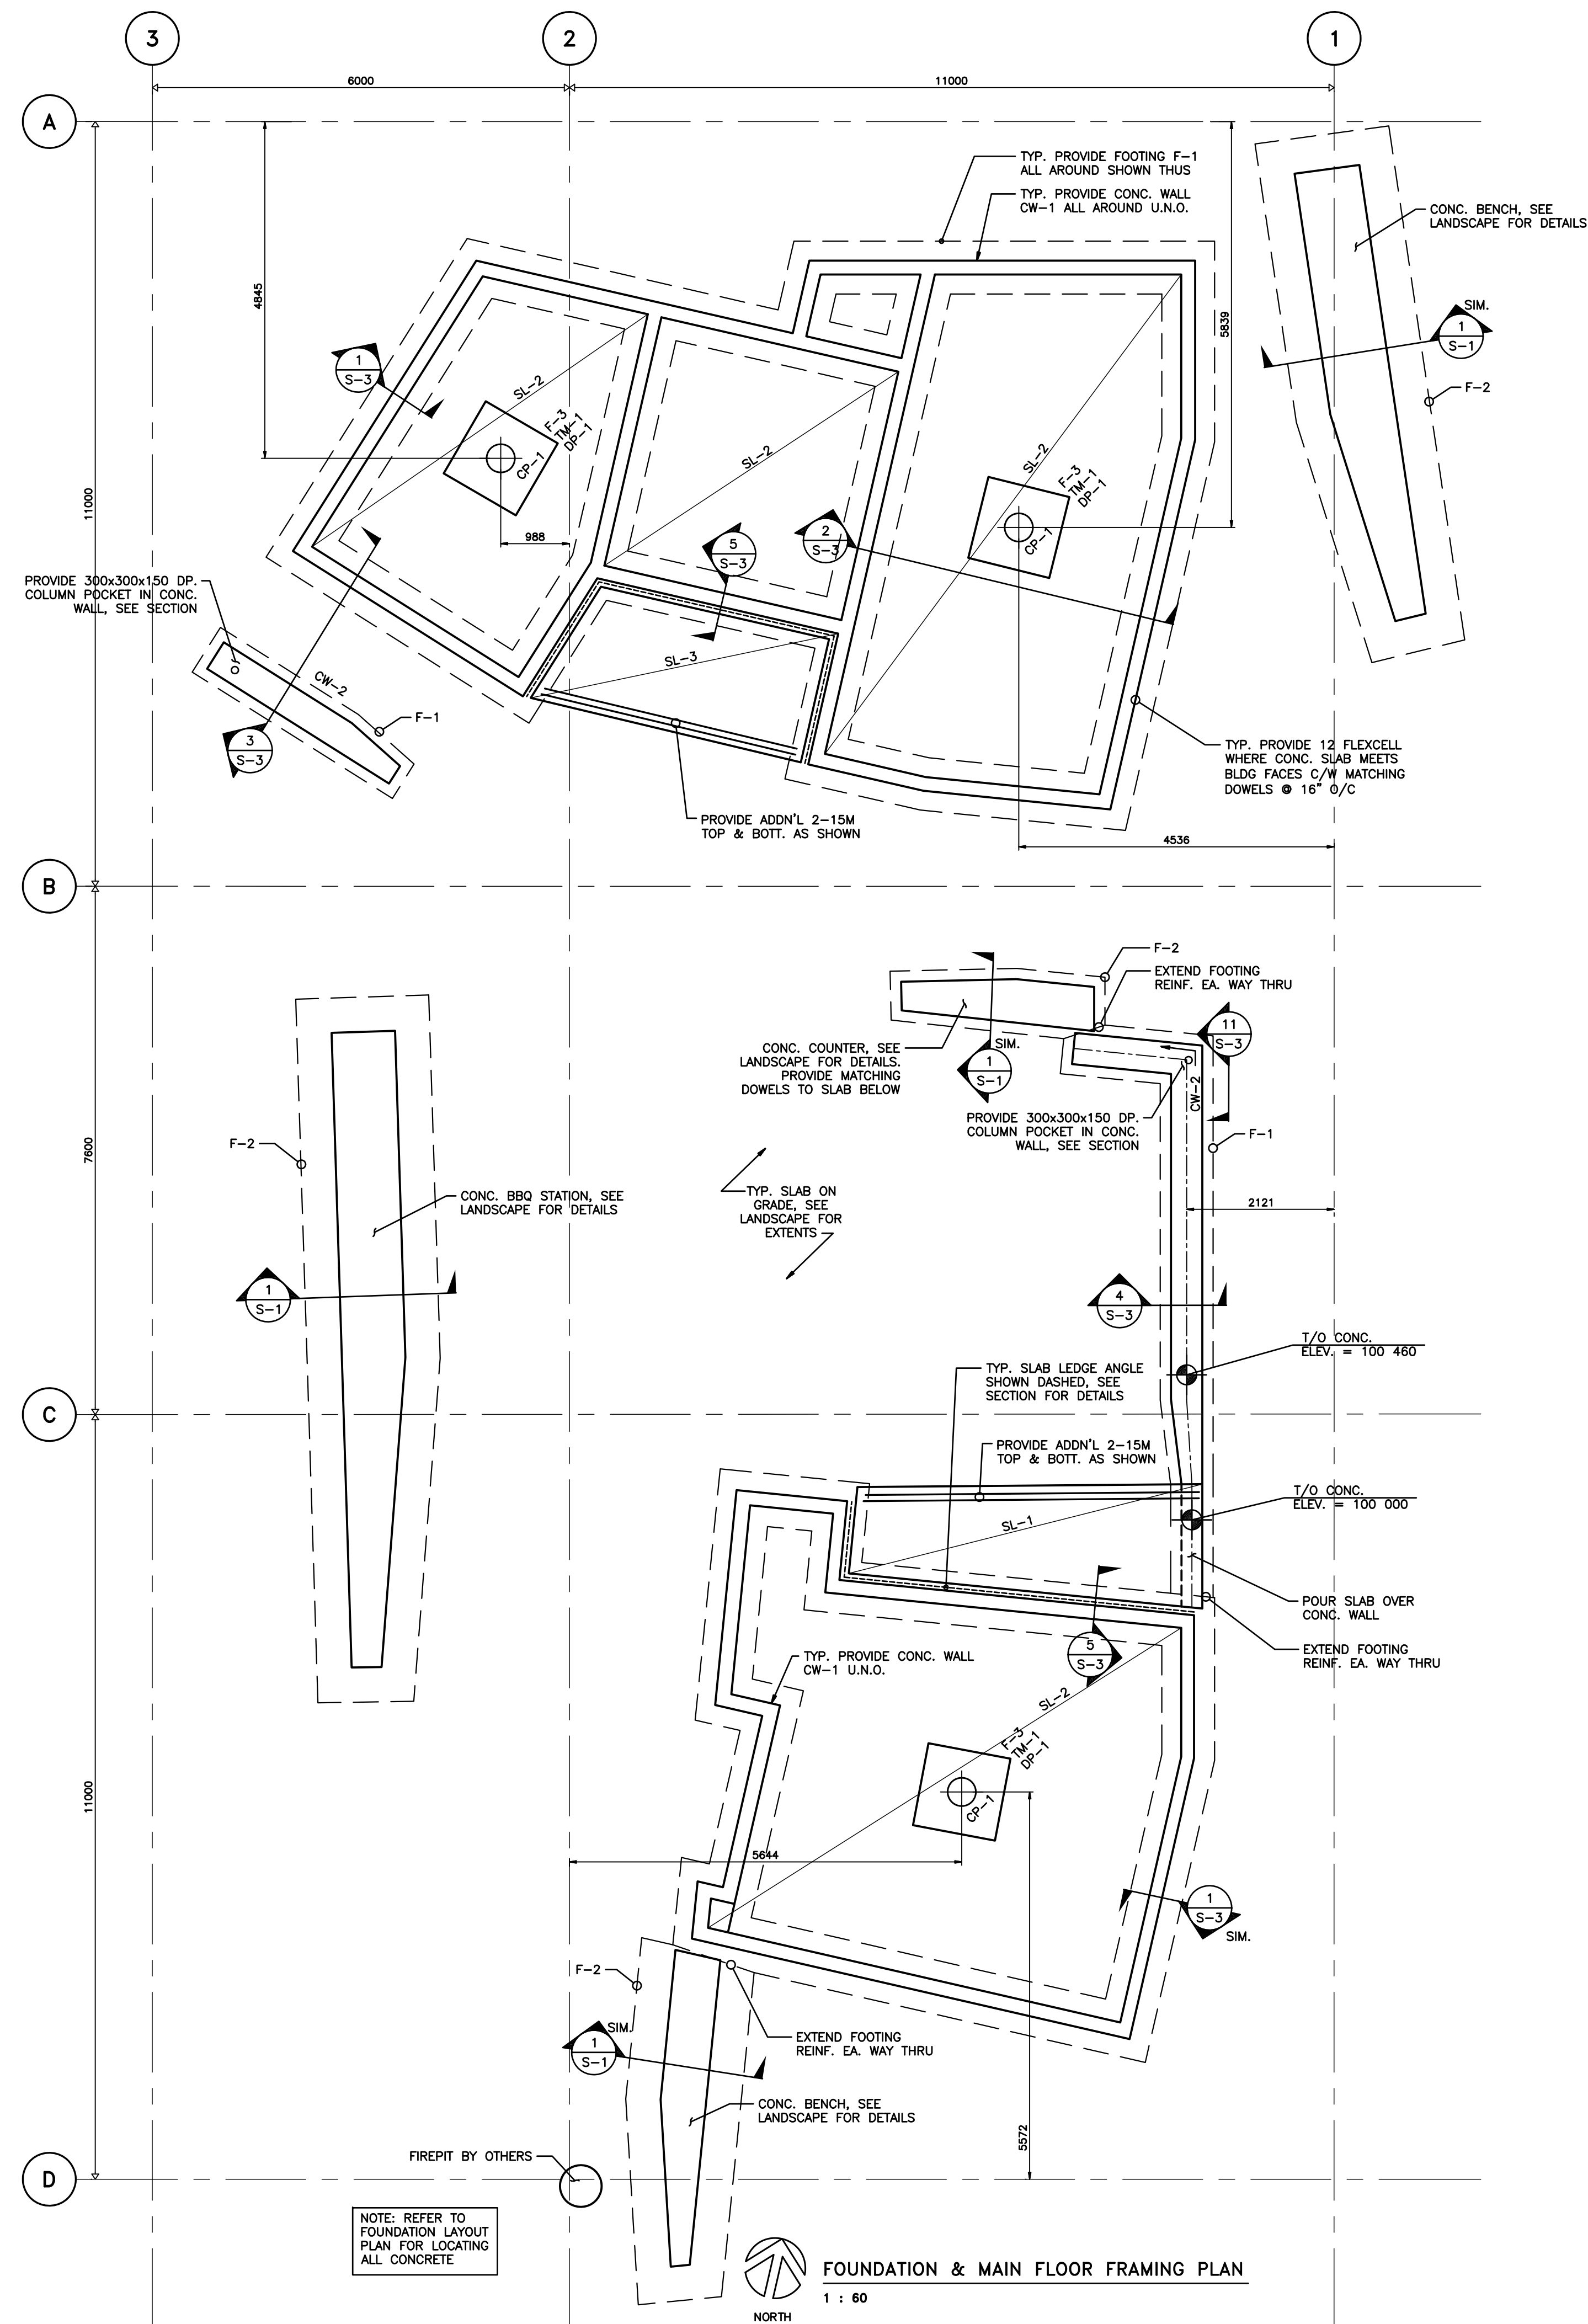 3
2
1
6000
11000
A
TYP. PROVIDE FOOTING F-1
ALL AROUND SHOWN THUS
TYP. PROVIDE CONC. WALL
CW-1 ALL AROUND U.N.O.
CONC. BENCH, SEE
LANDSCAPE FOR DETAILS
4845
5839
SIM.
1
S-1
F-2
1
S-3
SL-2
F-3
TM-1
DP-1
CP-1
SL-2
SL-2
F-3
TM-1
DP-1
CP-1
11000
988
5
S-3
2
S-3
PROVIDE 300x300x150 DP.
COLUMN POCKET IN CONC.
WALL, SEE SECTION
CW-2
F-1
3
S-3
SL-3
TYP. PROVIDE 12 FLEXCELL
WHERE CONC. SLAB MEETS
BLDG FACES C/W MATCHING
DOWELS @ 16" O/C
PROVIDE ADDN'L 2-15M
TOP & BOTT. AS SHOWN
4536
B
F-2
EXTEND FOOTING
REINF. EA. WAY THRU
11
S-3
CONC. COUNTER, SEE
LANDSCAPE FOR DETAILS.
PROVIDE MATCHING
DOWELS TO SLAB BELOW
SIM.
1
S-1
CW-2
PROVIDE 300x300x150 DP.
COLUMN POCKET IN CONC.
WALL, SEE SECTION
F-1
7600
F-2
CONC. BBQ STATION, SEE
LANDSCAPE FOR DETAILS
TYP. SLAB ON
GRADE, SEE
LANDSCAPE FOR
EXTENTS
2121
1
S-1
4
S-3
T/O CONC.
ELEV. = 100 460
TYP. SLAB LEDGE ANGLE
SHOWN DASHED, SEE
SECTION FOR DETAILS
C
PROVIDE ADDN'L 2-15M
TOP & BOTT. AS SHOWN
T/O CONC.
ELEV. = 100 000
SL-1
POUR SLAB OVER
CONC. WALL
5
S-3
EXTEND FOOTING
REINF. EA. WAY THRU
TYP. PROVIDE CONC. WALL
CW-1 U.N.O.
SL-2
F-3
TM-1
DP-1
CP-1
11000
5644
1
S-3
SIM.
F-2
SIM.
1
S-1
EXTEND FOOTING
REINF. EA. WAY THRU
CONC. BENCH, SEE
LANDSCAPE FOR DETAILS
5572
FIREPIT BY OTHERS
D
NOTE: REFER TO
FOUNDATION LAYOUT
PLAN FOR LOCATING
ALL CONCRETE
FOUNDATION & MAIN FLOOR FRAMING PLAN
1 : 60
NORTH